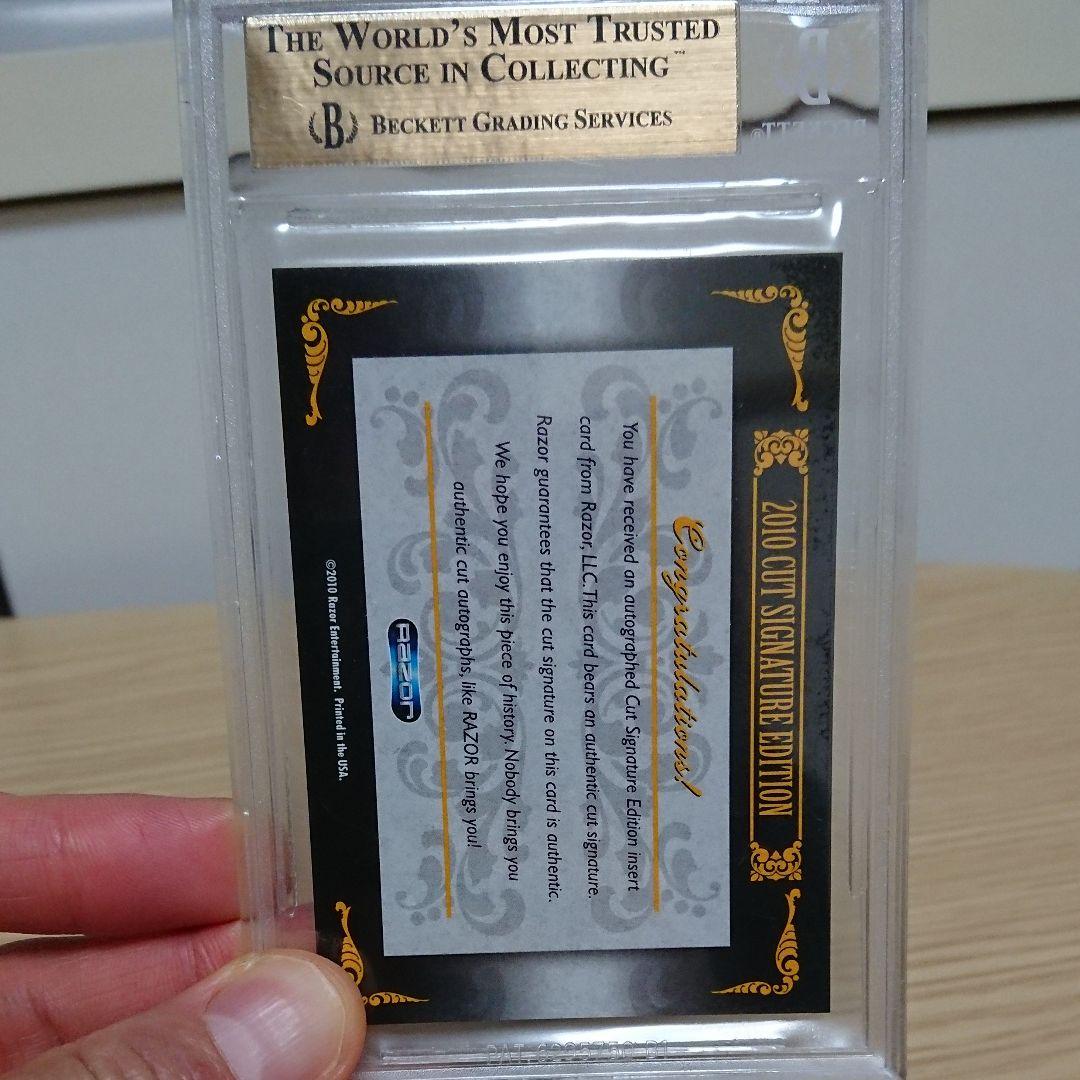 THE WORLD'S MOST TRUSTED
SOURCE IN COLLECTING™
B BECKETT GRADING SERVICES
B
BECKETT®
2010 CUT SIGNATURE EDITION
Congratulations!
You have received an autographed Cut Signature Edition insert
card from Razor, LLC. This card bears an authentic cut signature.
Razor guarantees that the cut signature on this card is authentic.
We hope you enjoy this piece of history. Nobody brings you
authentic cut autographs, like RAZOR brings you!
RAZOR
©2010 Razor Entertainment. Printed in the USA.